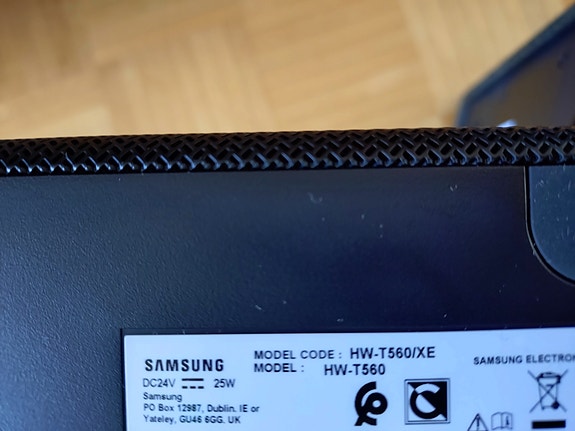 SAMSUNG
DC24V 25W
Samsung
PO Box 12987, Dublin. IE or
Yateley, GU46 6GG. UK
MODEL CODE : HW-T560/XE
MODEL : HW-T560
SAMSUNG ELECTRON